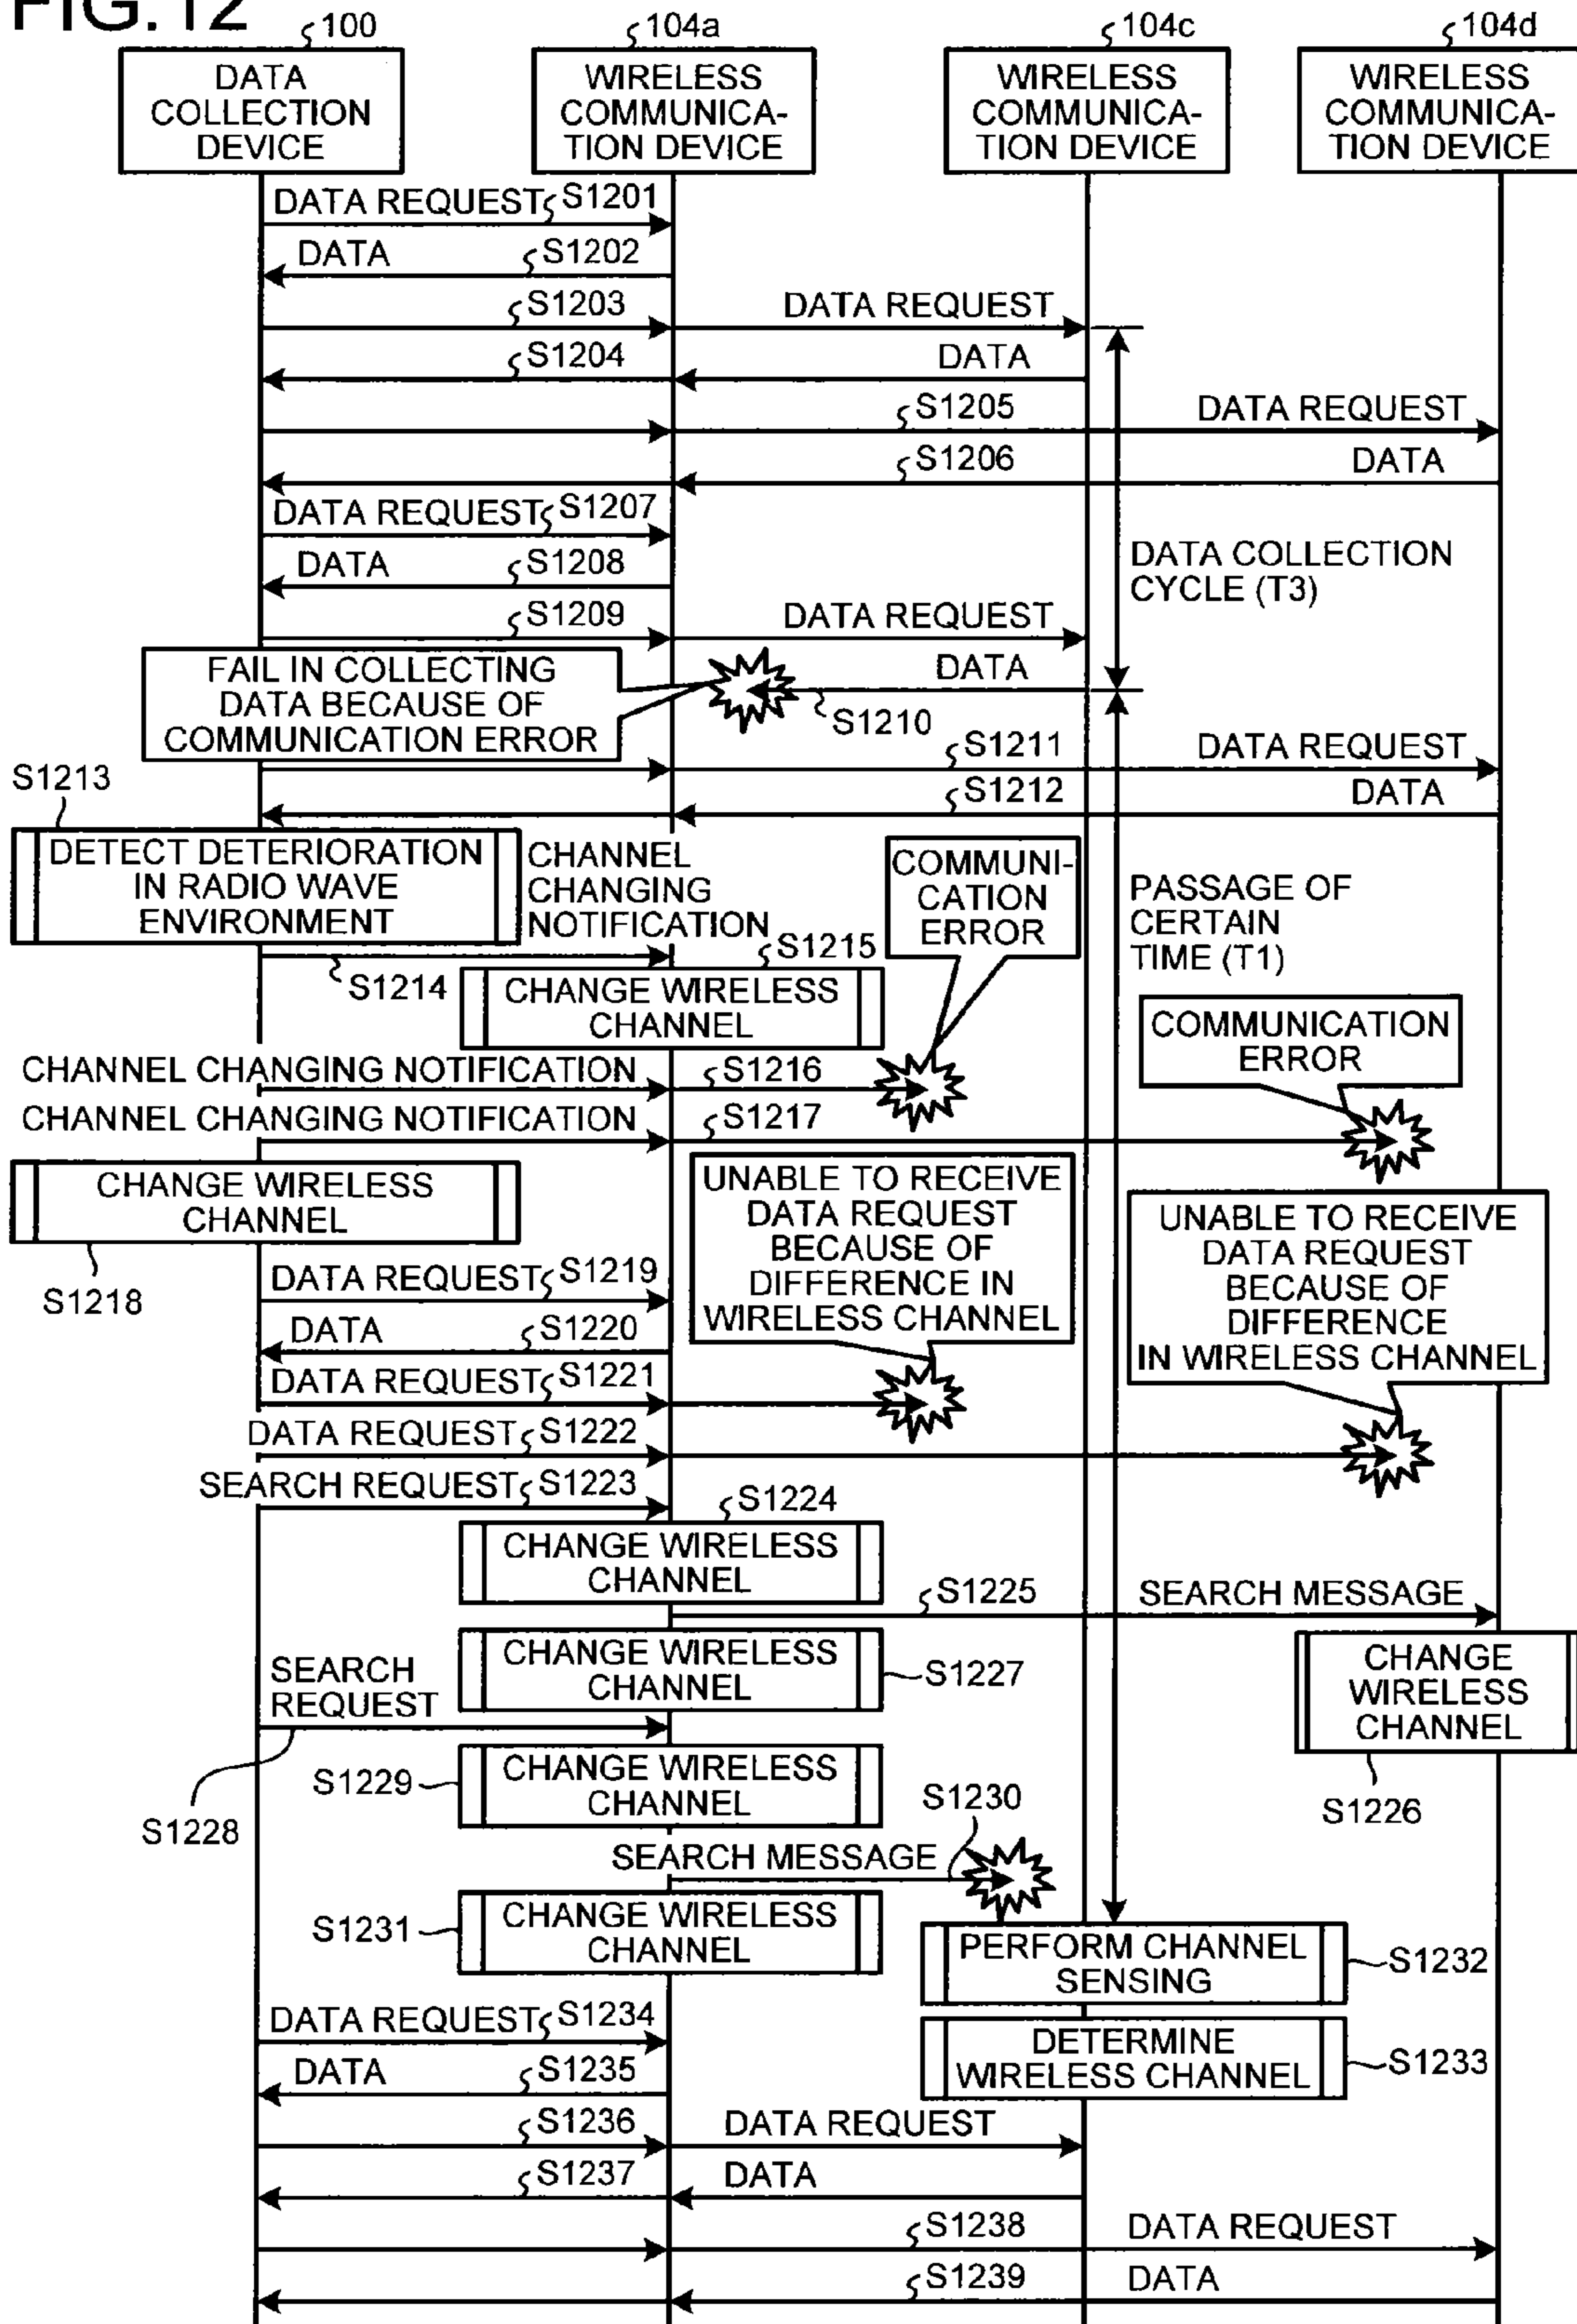 FIG.12
100
104a
104c
104d
DATA
COLLECTION
DEVICE
WIRELESS
COMMUNICA-
TION DEVICE
WIRELESS
COMMUNICA-
TION DEVICE
WIRELESS
COMMUNICA-
TION DEVICE
DATA REQUEST S1201
DATA S1202
S1203 DATA REQUEST
S1204 DATA
S1205 DATA REQUEST
S1206 DATA
DATA REQUEST S1207
DATA S1208
DATA COLLECTION
CYCLE (T3)
S1209 DATA REQUEST
FAIL IN COLLECTING
DATA BECAUSE OF
COMMUNICATION ERROR
DATA
S1210
S1211 DATA REQUEST
S1212 DATA
S1213
DETECT DETERIORATION
IN RADIO WAVE
ENVIRONMENT
CHANNEL
CHANGING
NOTIFICATION
S1214
S1215
CHANGE WIRELESS
CHANNEL
COMMUNI-
CATION
ERROR
PASSAGE OF
CERTAIN
TIME (T1)
COMMUNICATION
ERROR
CHANNEL CHANGING NOTIFICATION S1216
CHANNEL CHANGING NOTIFICATION S1217
CHANGE WIRELESS
CHANNEL
S1218
UNABLE TO RECEIVE
DATA REQUEST
BECAUSE OF
DIFFERENCE IN
WIRELESS CHANNEL
UNABLE TO RECEIVE
DATA REQUEST
BECAUSE OF
DIFFERENCE
IN WIRELESS CHANNEL
DATA REQUEST S1219
DATA S1220
DATA REQUEST S1221
DATA REQUEST S1222
SEARCH REQUEST S1223
S1224
CHANGE WIRELESS
CHANNEL
S1225 SEARCH MESSAGE
CHANGE
WIRELESS
CHANNEL
S1226
CHANGE WIRELESS
CHANNEL
S1227
SEARCH
REQUEST
S1228
S1229
CHANGE WIRELESS
CHANNEL
S1230
SEARCH MESSAGE
S1231
CHANGE WIRELESS
CHANNEL
PERFORM CHANNEL
SENSING
S1232
DETERMINE
WIRELESS CHANNEL
S1233
DATA REQUEST S1234
DATA S1235
S1236 DATA REQUEST
S1237 DATA
S1238 DATA REQUEST
S1239 DATA